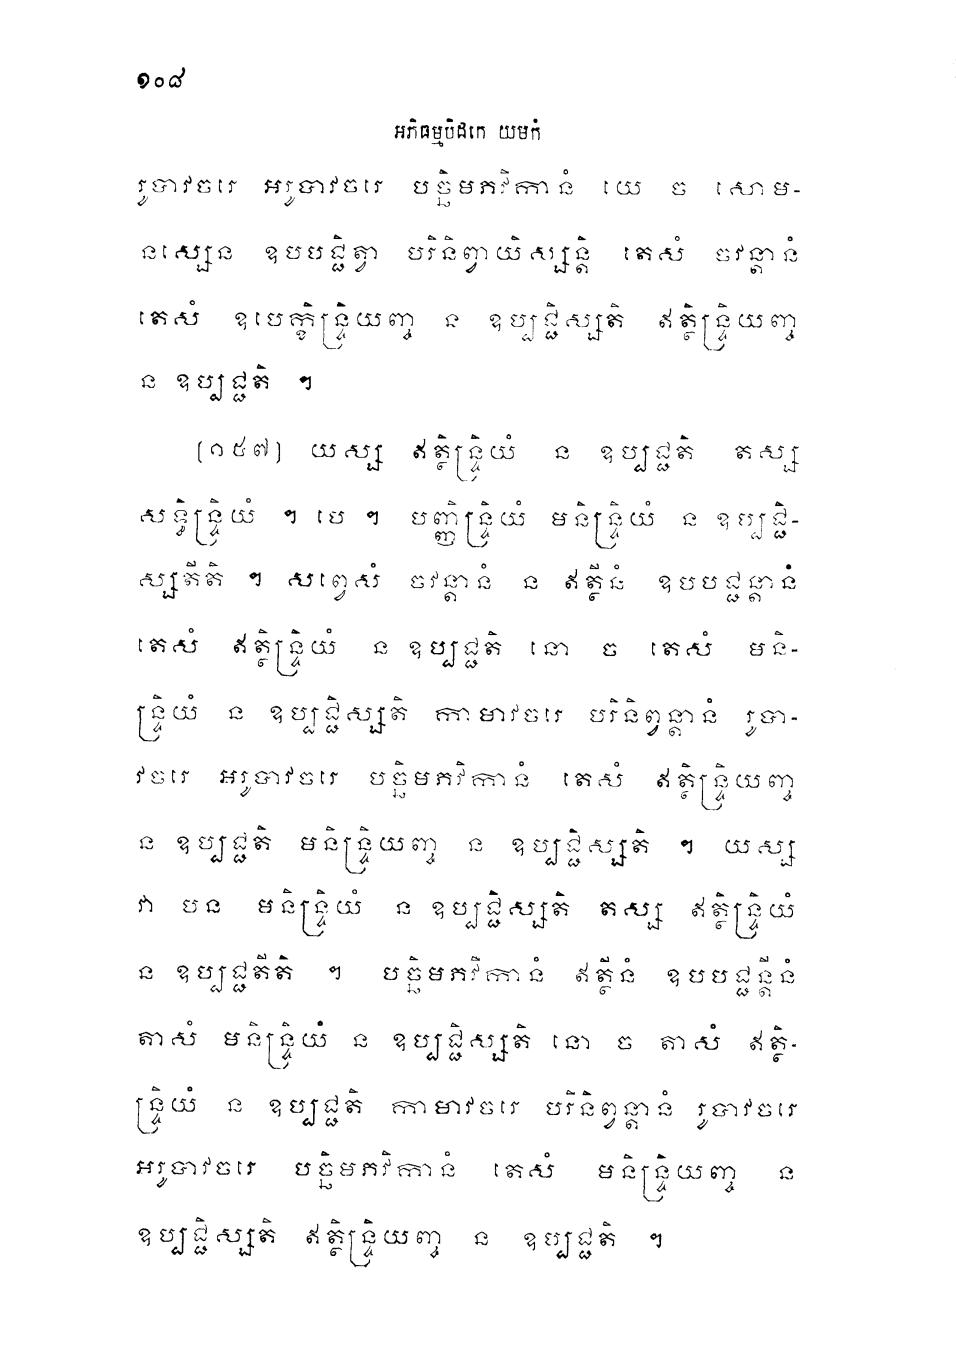 ១០៨
អភិធម្មបិដកេ យមកំ
រូបាវចរេ អរូបាវចរេ បច្ឆិមភវិកានំ យេ ច សោម-
នស្សេន ឧបបជ្ជិត្វា បរិនិព្វាយិស្សន្តិ តេសំ ចវន្តានំ
តេសំ ឧបេក្ខិន្ទ្រិយញ្ច ន ឧប្បជ្ជិស្សតិ ឥត្ថិន្ទ្រិយញ្ច
ន ឧប្បជ្ជតិ ។
(១៥៧) យស្ស ឥត្ថិន្ទ្រិយំ ន ឧប្បជ្ជតិ តស្ស
សទ្ធិន្ទ្រិយំ ។ បេ ។ បញ្ញិន្ទ្រិយំ មនិន្ទ្រិយំ ន ឧប្បជ្ជិ-
ស្សតីតិ ។ សព្វេសំ ចវន្តានំ ន ឥត្ថីនំ ឧបបជ្ជន្តានំ
តេសំ ឥត្ថិន្ទ្រិយំ ន ឧប្បជ្ជតិ នោ ច តេសំ មនិ-
ន្ទ្រិយំ ន ឧប្បជ្ជិស្សតិ កាមាវចរេ បរិនិព្វន្តានំ រូបា-
វចរេ អរូបាវចរេ បច្ឆិមភវិកានំ តេសំ ឥត្ថិន្ទ្រិយញ្ច
ន ឧប្បជ្ជតិ មនិន្ទ្រិយញ្ច ន ឧប្បជ្ជិស្សតិ ។ យស្ស
វា បន មនិន្ទ្រិយំ ន ឧប្បជ្ជិស្សតិ តស្ស ឥត្ថិន្ទ្រិយំ
ន ឧប្បជ្ជតីតិ ។ បច្ឆិមភវិកានំ ឥត្ថីនំ ឧបបជ្ជន្តីនំ
តាសំ មនិន្ទ្រិយំ ន ឧប្បជ្ជិស្សតិ នោ ច តាសំ ឥត្ថិ-
ន្ទ្រិយំ ន ឧប្បជ្ជតិ កាមាវចរេ បរិនិព្វន្តានំ រូបាវចរេ
អរូបាវចរេ បច្ឆិមភវិកានំ តេសំ មនិន្ទ្រិយញ្ច ន
ឧប្បជ្ជិស្សតិ ឥត្ថិន្ទ្រិយញ្ច ន ឧប្បជ្ជតិ ។